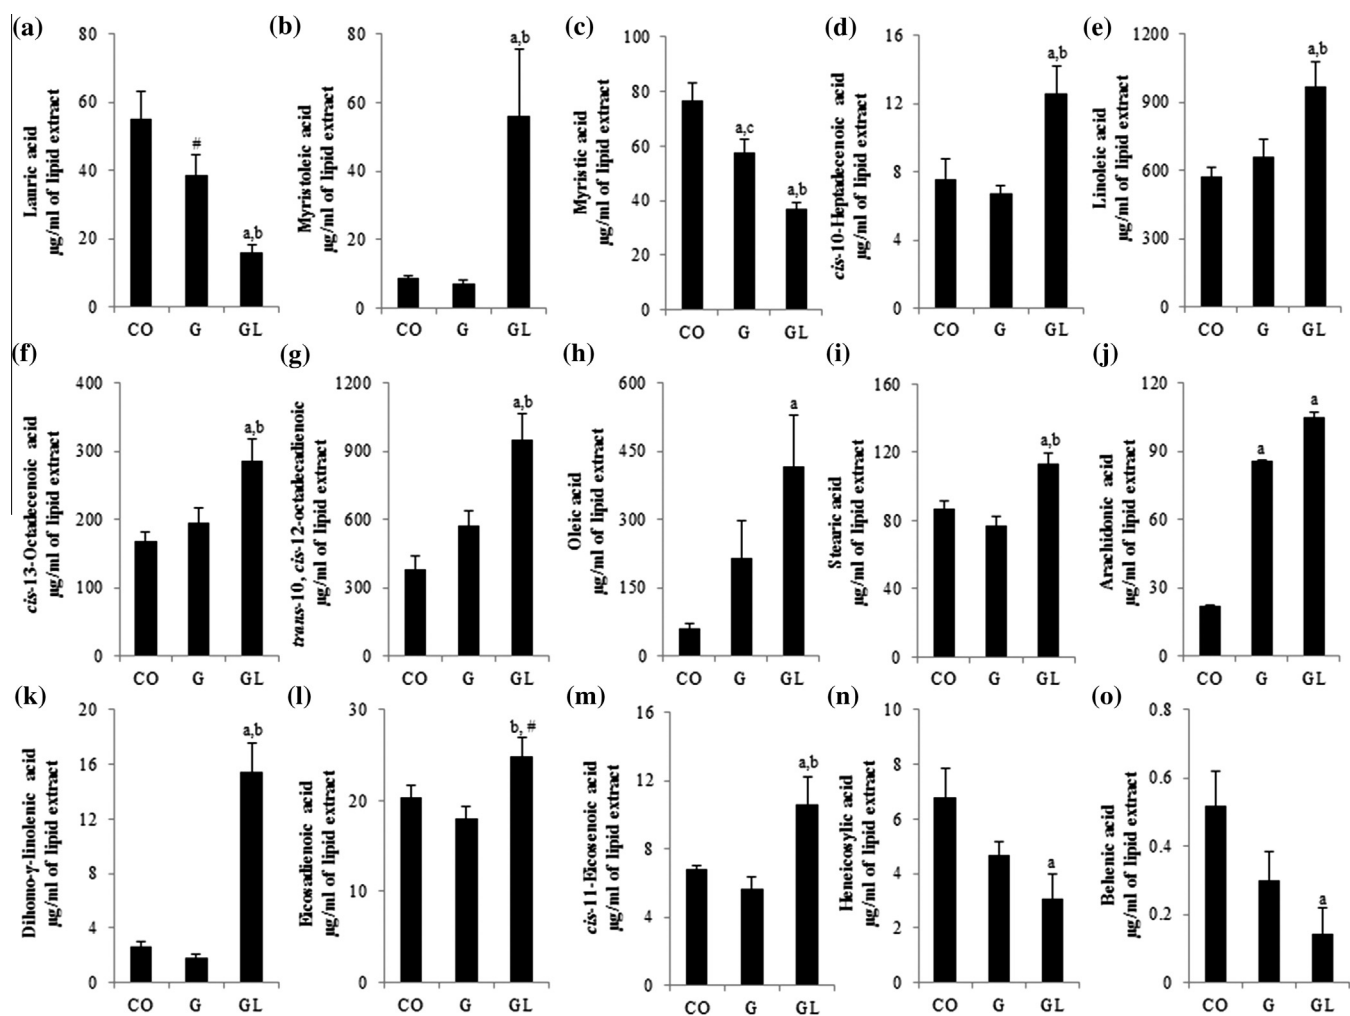 (a)
Lauric acid
µg/ml of lipid extract
80
60
40
20
0
#
a,b
CO G GL
(b)
Myristoleic acid
µg/ml of lipid extract
80
60
40
20
0
a,b
CO G GL
(c)
Myristic acid
µg/ml of lipid extract
100
80
60
40
20
0
a,c
a,b
CO G GL
(d)
cis-10-Heptadecenoic acid
µg/ml of lipid extract
16
12
8
4
0
a,b
CO G GL
(e)
Linoleic acid
µg/ml of lipid extract
1200
900
600
300
0
a,b
CO G GL
(f)
cis-13-Octadecenoic acid
µg/ml of lipid extract
400
300
200
100
0
a,b
CO G GL
(g)
trans-10, cis-12-octadecadienoic
µg/ml of lipid extract
1200
900
600
300
0
a,b
CO G GL
(h)
Oleic acid
µg/ml of lipid extract
600
450
300
150
0
a
CO G GL
(i)
Stearic acid
µg/ml of lipid extract
160
120
80
40
0
a,b
CO G GL
(j)
Arachidonic acid
µg/ml of lipid extract
120
90
60
30
0
a
a
CO G GL
(k)
Dihomo-γ-linolenic acid
µg/ml of lipid extract
20
16
12
8
4
0
a,b
CO G GL
(l)
Eicosadienoic acid
µg/ml of lipid extract
30
20
10
0
b, #
CO G GL
(m)
cis-11-Eicosenoic acid
µg/ml of lipid extract
16
12
8
4
0
a,b
CO G GL
(n)
Heneicosylic acid
µg/ml of lipid extract
10
8
6
4
2
0
a
CO G GL
(o)
Behenic acid
µg/ml of lipid extract
0.8
0.6
0.4
0.2
0
a
CO G GL